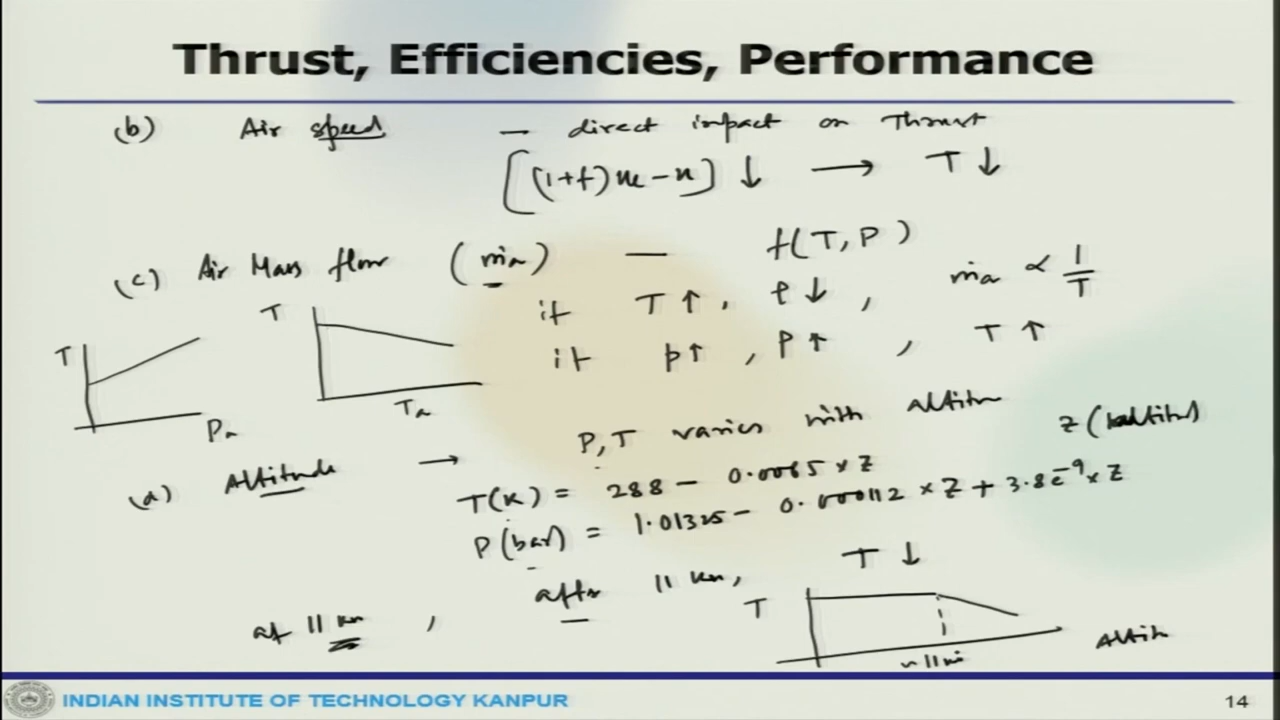 Thrust, Efficiencies, Performance
(b) Air speed — direct impact on Thrust
[(1+f)ue - u] ↓ → T ↓
(c) Air Mass flow (ṁa) — f(T, P)
if T ↑, ρ ↓, ṁa ∝ 1/T
if p ↑, ρ ↑, T ↑
T
Pa
T
Ta
(d) Altitude → P, T varies with altitu
z (altitu)
T(K) = 288 - 0.0065 × z
P(bar) = 1.01325 - 0.000112 × z + 3.8e-9 × z
at 11 km, after 11 km, T ↓
T
~11km
Altit
INDIAN INSTITUTE OF TECHNOLOGY KANPUR
14